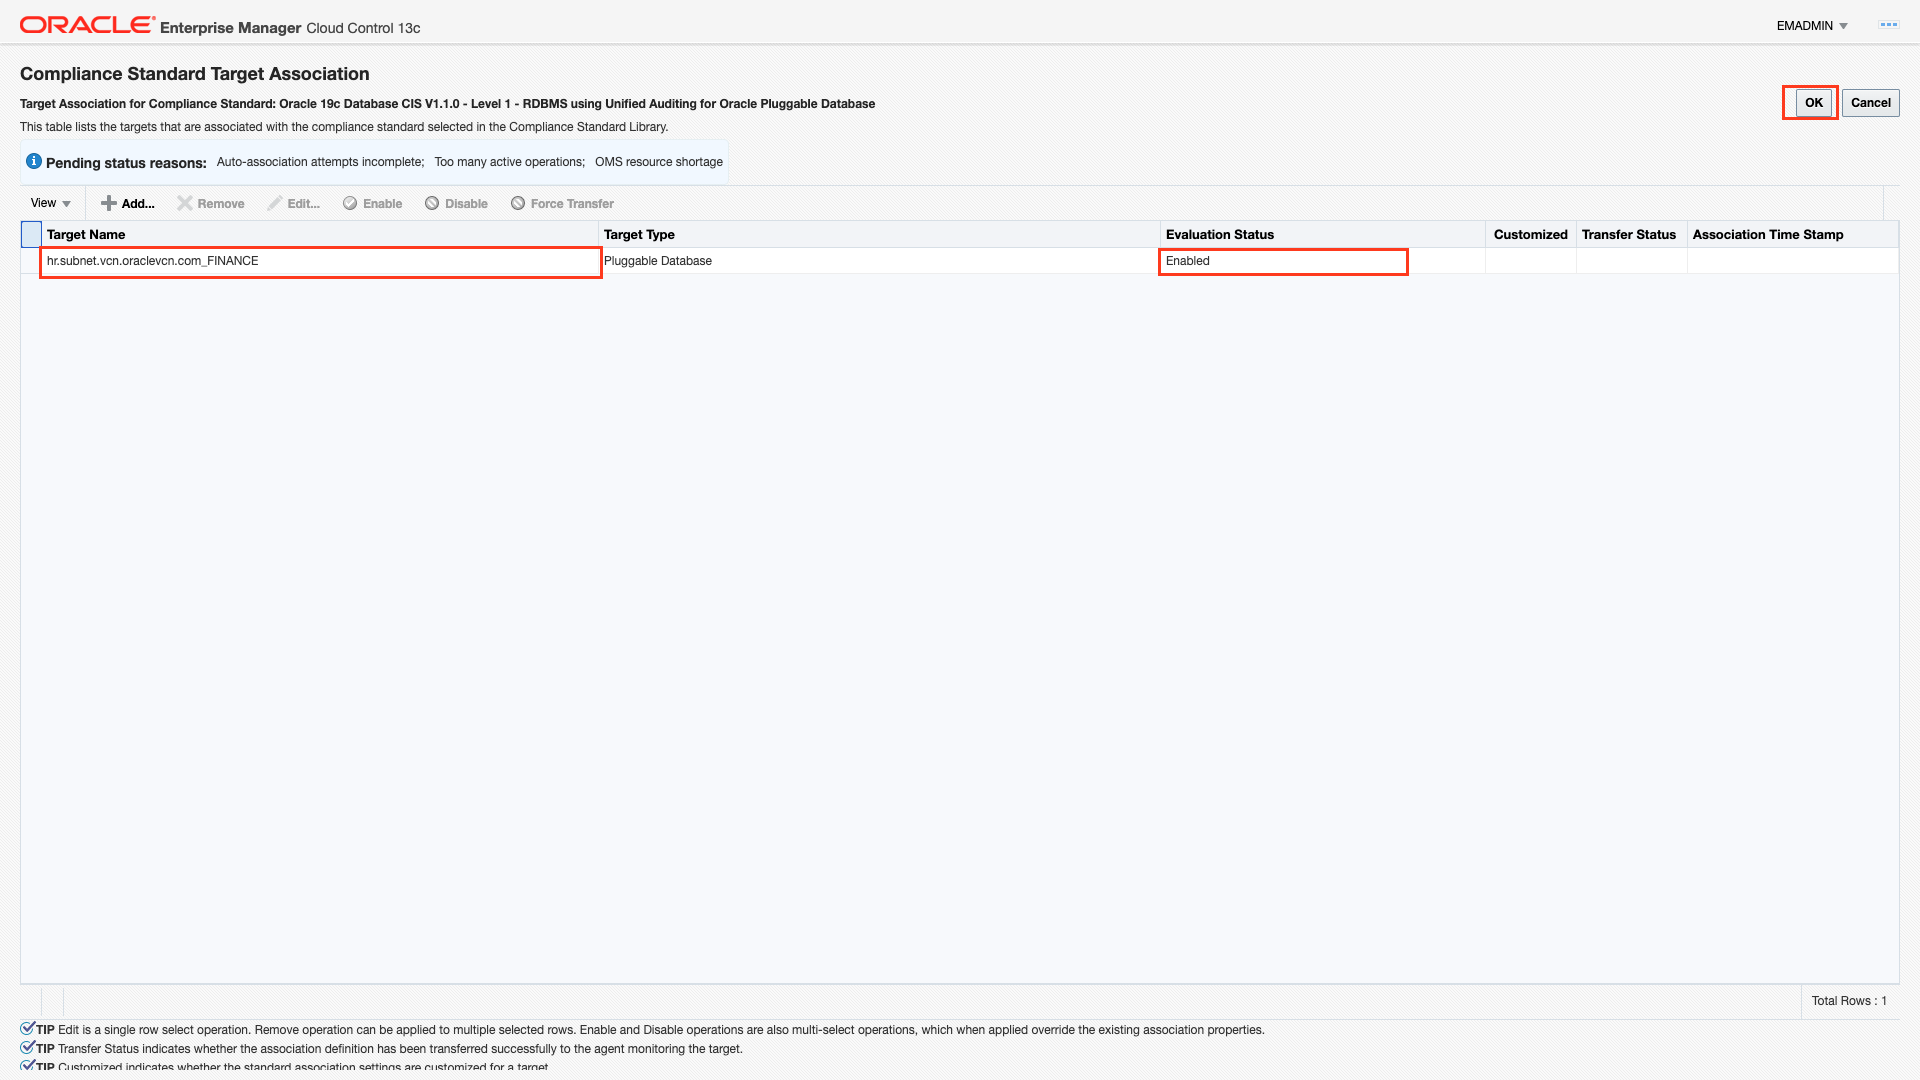 ORACLE Enterprise Manager Cloud Control 13c
EMADMIN
Compliance Standard Target Association
Target Association for Compliance Standard: Oracle 19c Database CIS V1.1.0 - Level 1 - RDBMS using Unified Auditing for Oracle Pluggable Database
OK Cancel
This table lists the targets that are associated with the compliance standard selected in the Compliance Standard Library.
Pending status reasons: Auto-association attempts incomplete; Too many active operations; OMS resource shortage
View Add... Remove Edit... Enable Disable Force Transfer
Target Name Target Type Evaluation Status Customized Transfer Status Association Time Stamp
hr.subnet.vcn.oraclevcn.com_FINANCE Pluggable Database Enabled
Total Rows : 1
TIP Edit is a single row select operation. Remove operation can be applied to multiple selected rows. Enable and Disable operations are also multi-select operations, which when applied override the existing association properties.
TIP Transfer Status indicates whether the association definition has been transferred successfully to the agent monitoring the target.
TIP Customized indicates whether the standard association settings are customized for a target